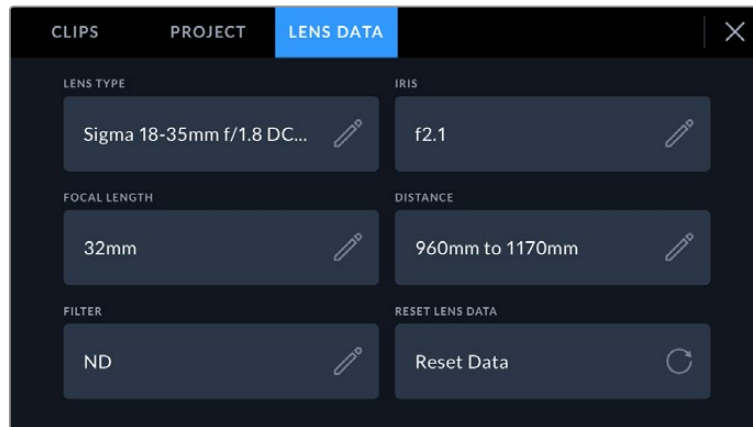 CLIPS PROJECT LENS DATA
LENS TYPE IRIS
Sigma 18-35mm f/1.8 DC... f2.1
FOCAL LENGTH DISTANCE
32mm 960mm to 1170mm
FILTER RESET LENS DATA
ND Reset Data